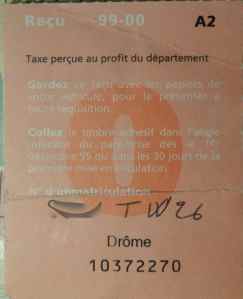 Reçu 99-00 A2
Taxe perçue au profit du département
Gardez ce reçu avec les papiers de
votre véhicule, pour le présenter à
toute réquisition.
Collez le timbre adhésif dans l'angle
inférieur du pare-brise dès le 1er
décembre 99 ou dans les 30 jours de la
première mise en circulation.
N° d'immatriculation
26
Drôme
10372270